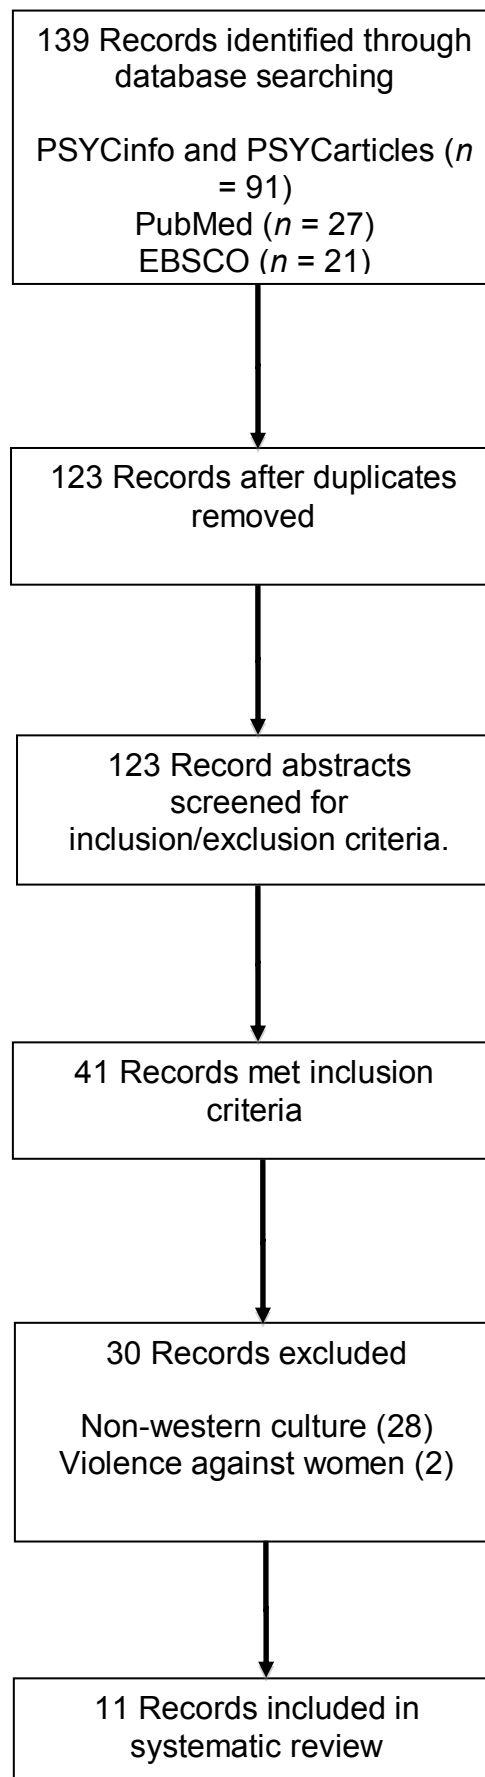 139 Records identified through
database searching
PSYCinfo and PSYCarticles (n
= 91)
PubMed (n = 27)
EBSCO (n = 21)
123 Records after duplicates
removed
123 Record abstracts
screened for
inclusion/exclusion criteria.
41 Records met inclusion
criteria
30 Records excluded
Non-western culture (28)
Violence against women (2)
11 Records included in
systematic review